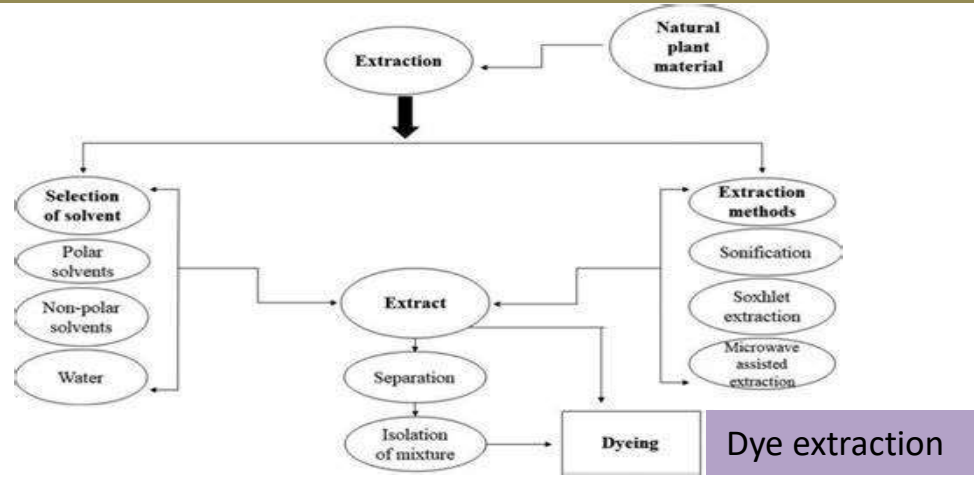 Natural
plant
material
Extraction
Selection
of solvent
Polar
solvents
Non-polar
solvents
Water
Extraction
methods
Sonification
Soxhlet
extraction
Microwave
assisted
extraction
Extract
Separation
Isolation
of mixture
Dyeing
Dye extraction